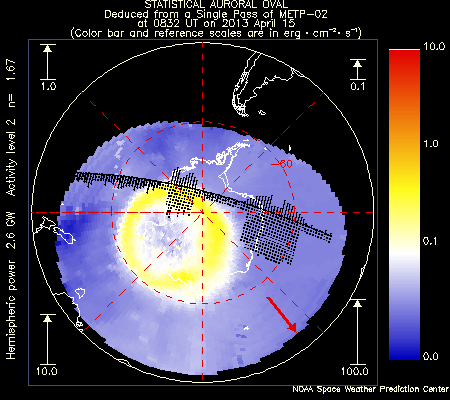 STATISTICAL AURORAL OVAL
Deduced from a Single Pass of METP-02
at 0832 UT on 2013 April 15
(Color bar and reference scales are in erg · cm⁻² · s⁻¹)
Hemispheric power 2.6 GW Activity level 2 n= 1.67
1.0
0.1
10.0
100.0
-60
10.0
1.0
0.1
0.0
NOAA Space Weather Prediction Center